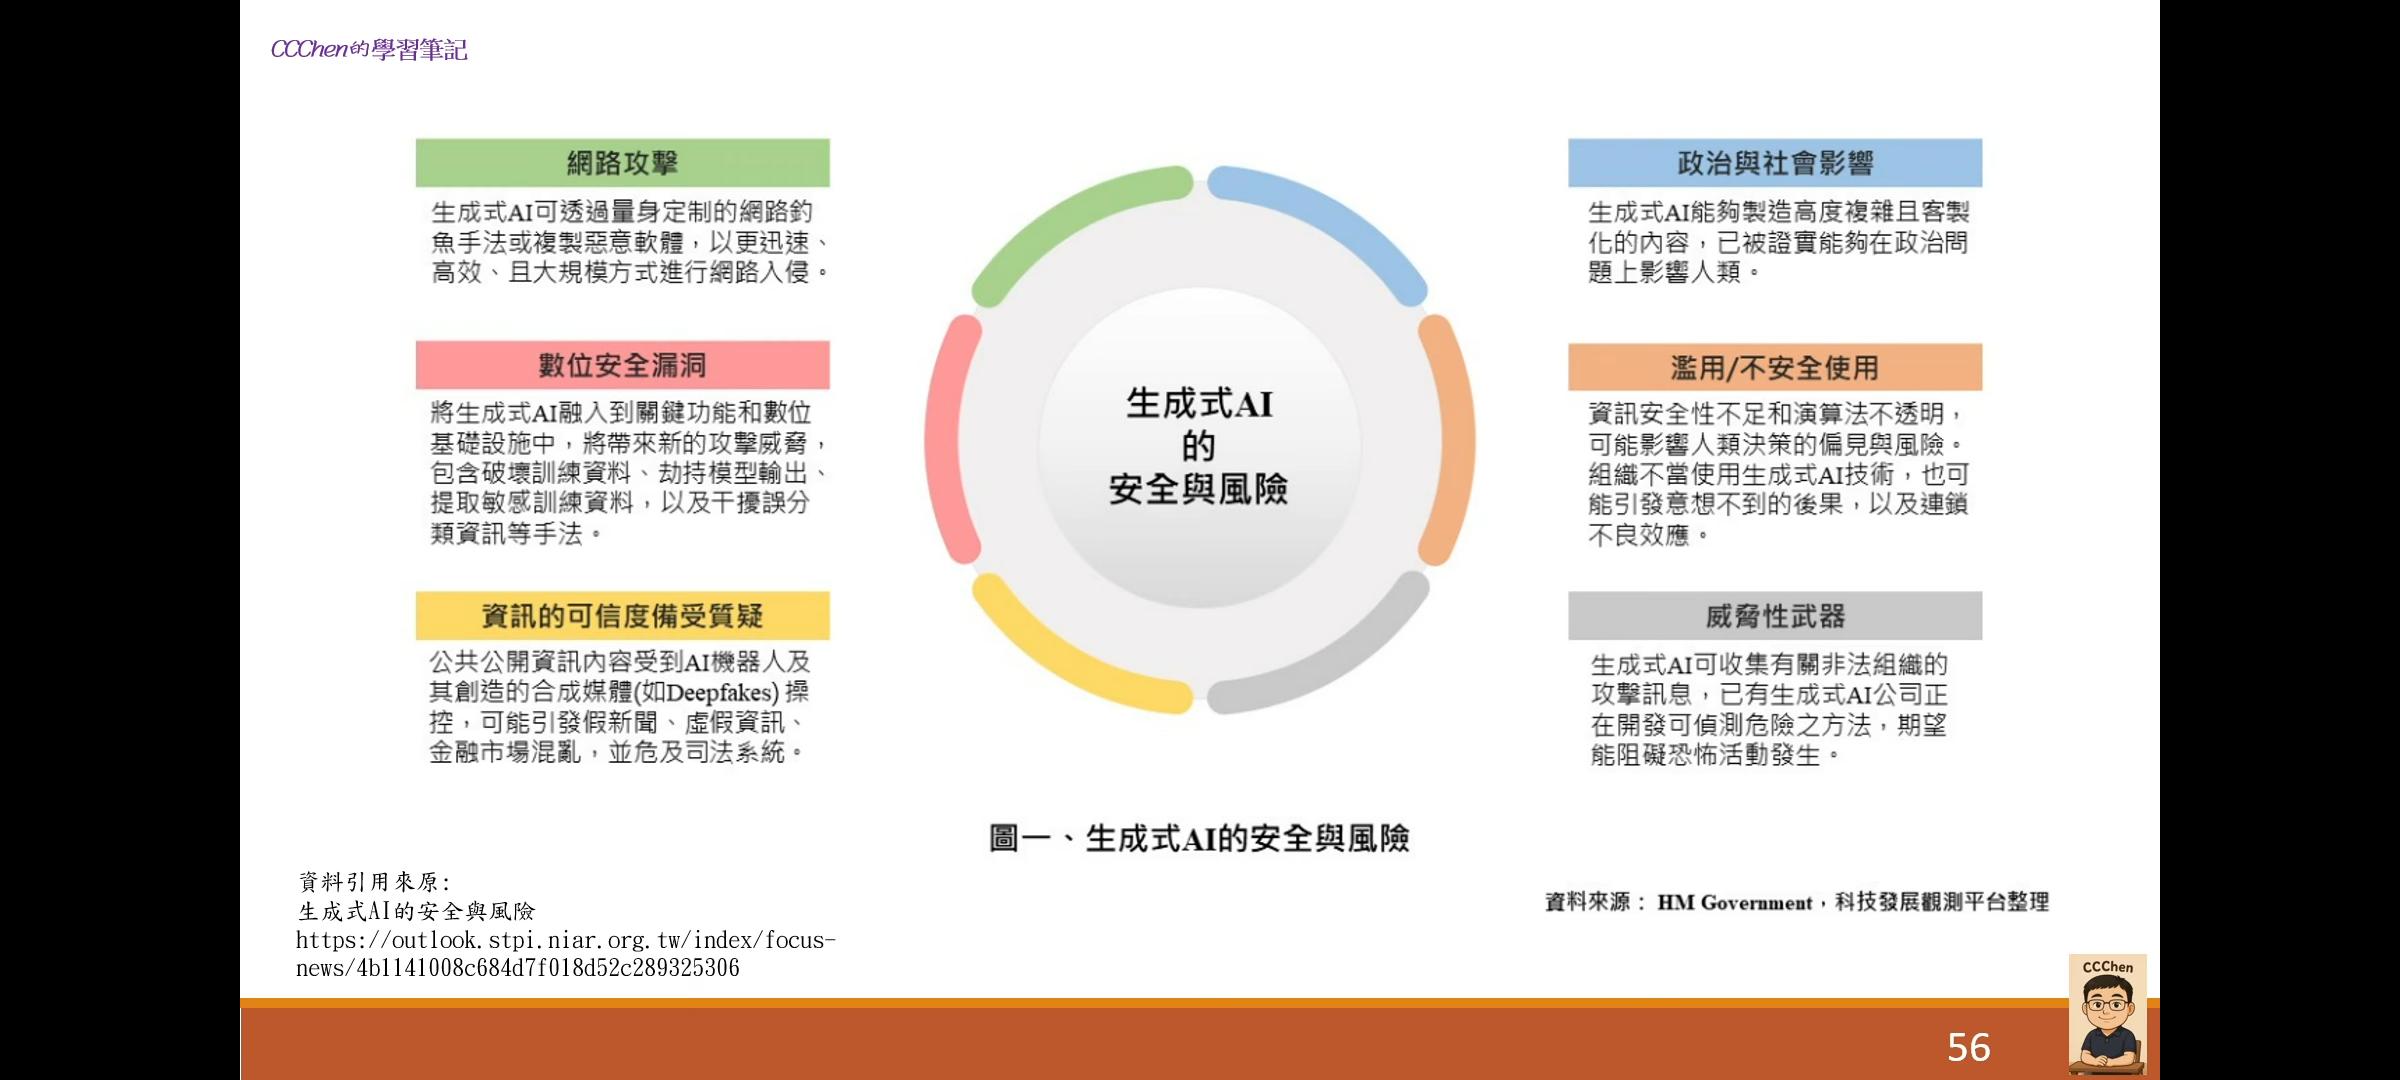 CCChen的學習筆記
網路攻擊
生成式AI可透過量身定制的網路釣
魚手法或複製惡意軟體，以更迅速、
高效、且大規模方式進行網路入侵。
數位安全漏洞
將生成式AI融入到關鍵功能和數位
基礎設施中，將帶來新的攻擊威脅，
包含破壞訓練資料、劫持模型輸出、
提取敏感訓練資料，以及干擾誤分
類資訊等手法。
資訊的可信度備受質疑
公共公開資訊內容受到AI機器人及
其創造的合成媒體(如Deepfakes) 操
控，可能引發假新聞、虛假資訊、
金融市場混亂，並危及司法系統。
生成式AI
的
安全與風險
政治與社會影響
生成式AI能夠製造高度複雜且客製
化的內容，已被證實能夠在政治問
題上影響人類。
濫用/不安全使用
資訊安全性不足和演算法不透明，
可能影響人類決策的偏見與風險。
組織不當使用生成式AI技術，也可
能引發意想不到的後果，以及連鎖
不良效應。
威脅性武器
生成式AI可收集有關非法組織的
攻擊訊息，已有生成式AI公司正
在開發可偵測危險之方法，期望
能阻礙恐怖活動發生。
圖一、生成式AI的安全與風險
資料來源： HM Government，科技發展觀測平台整理
資料引用來原:
生成式AI的安全與風險
https://outlook.stpi.niar.org.tw/index/focus-
news/4b1141008c684d7f018d52c289325306
CCChen
56